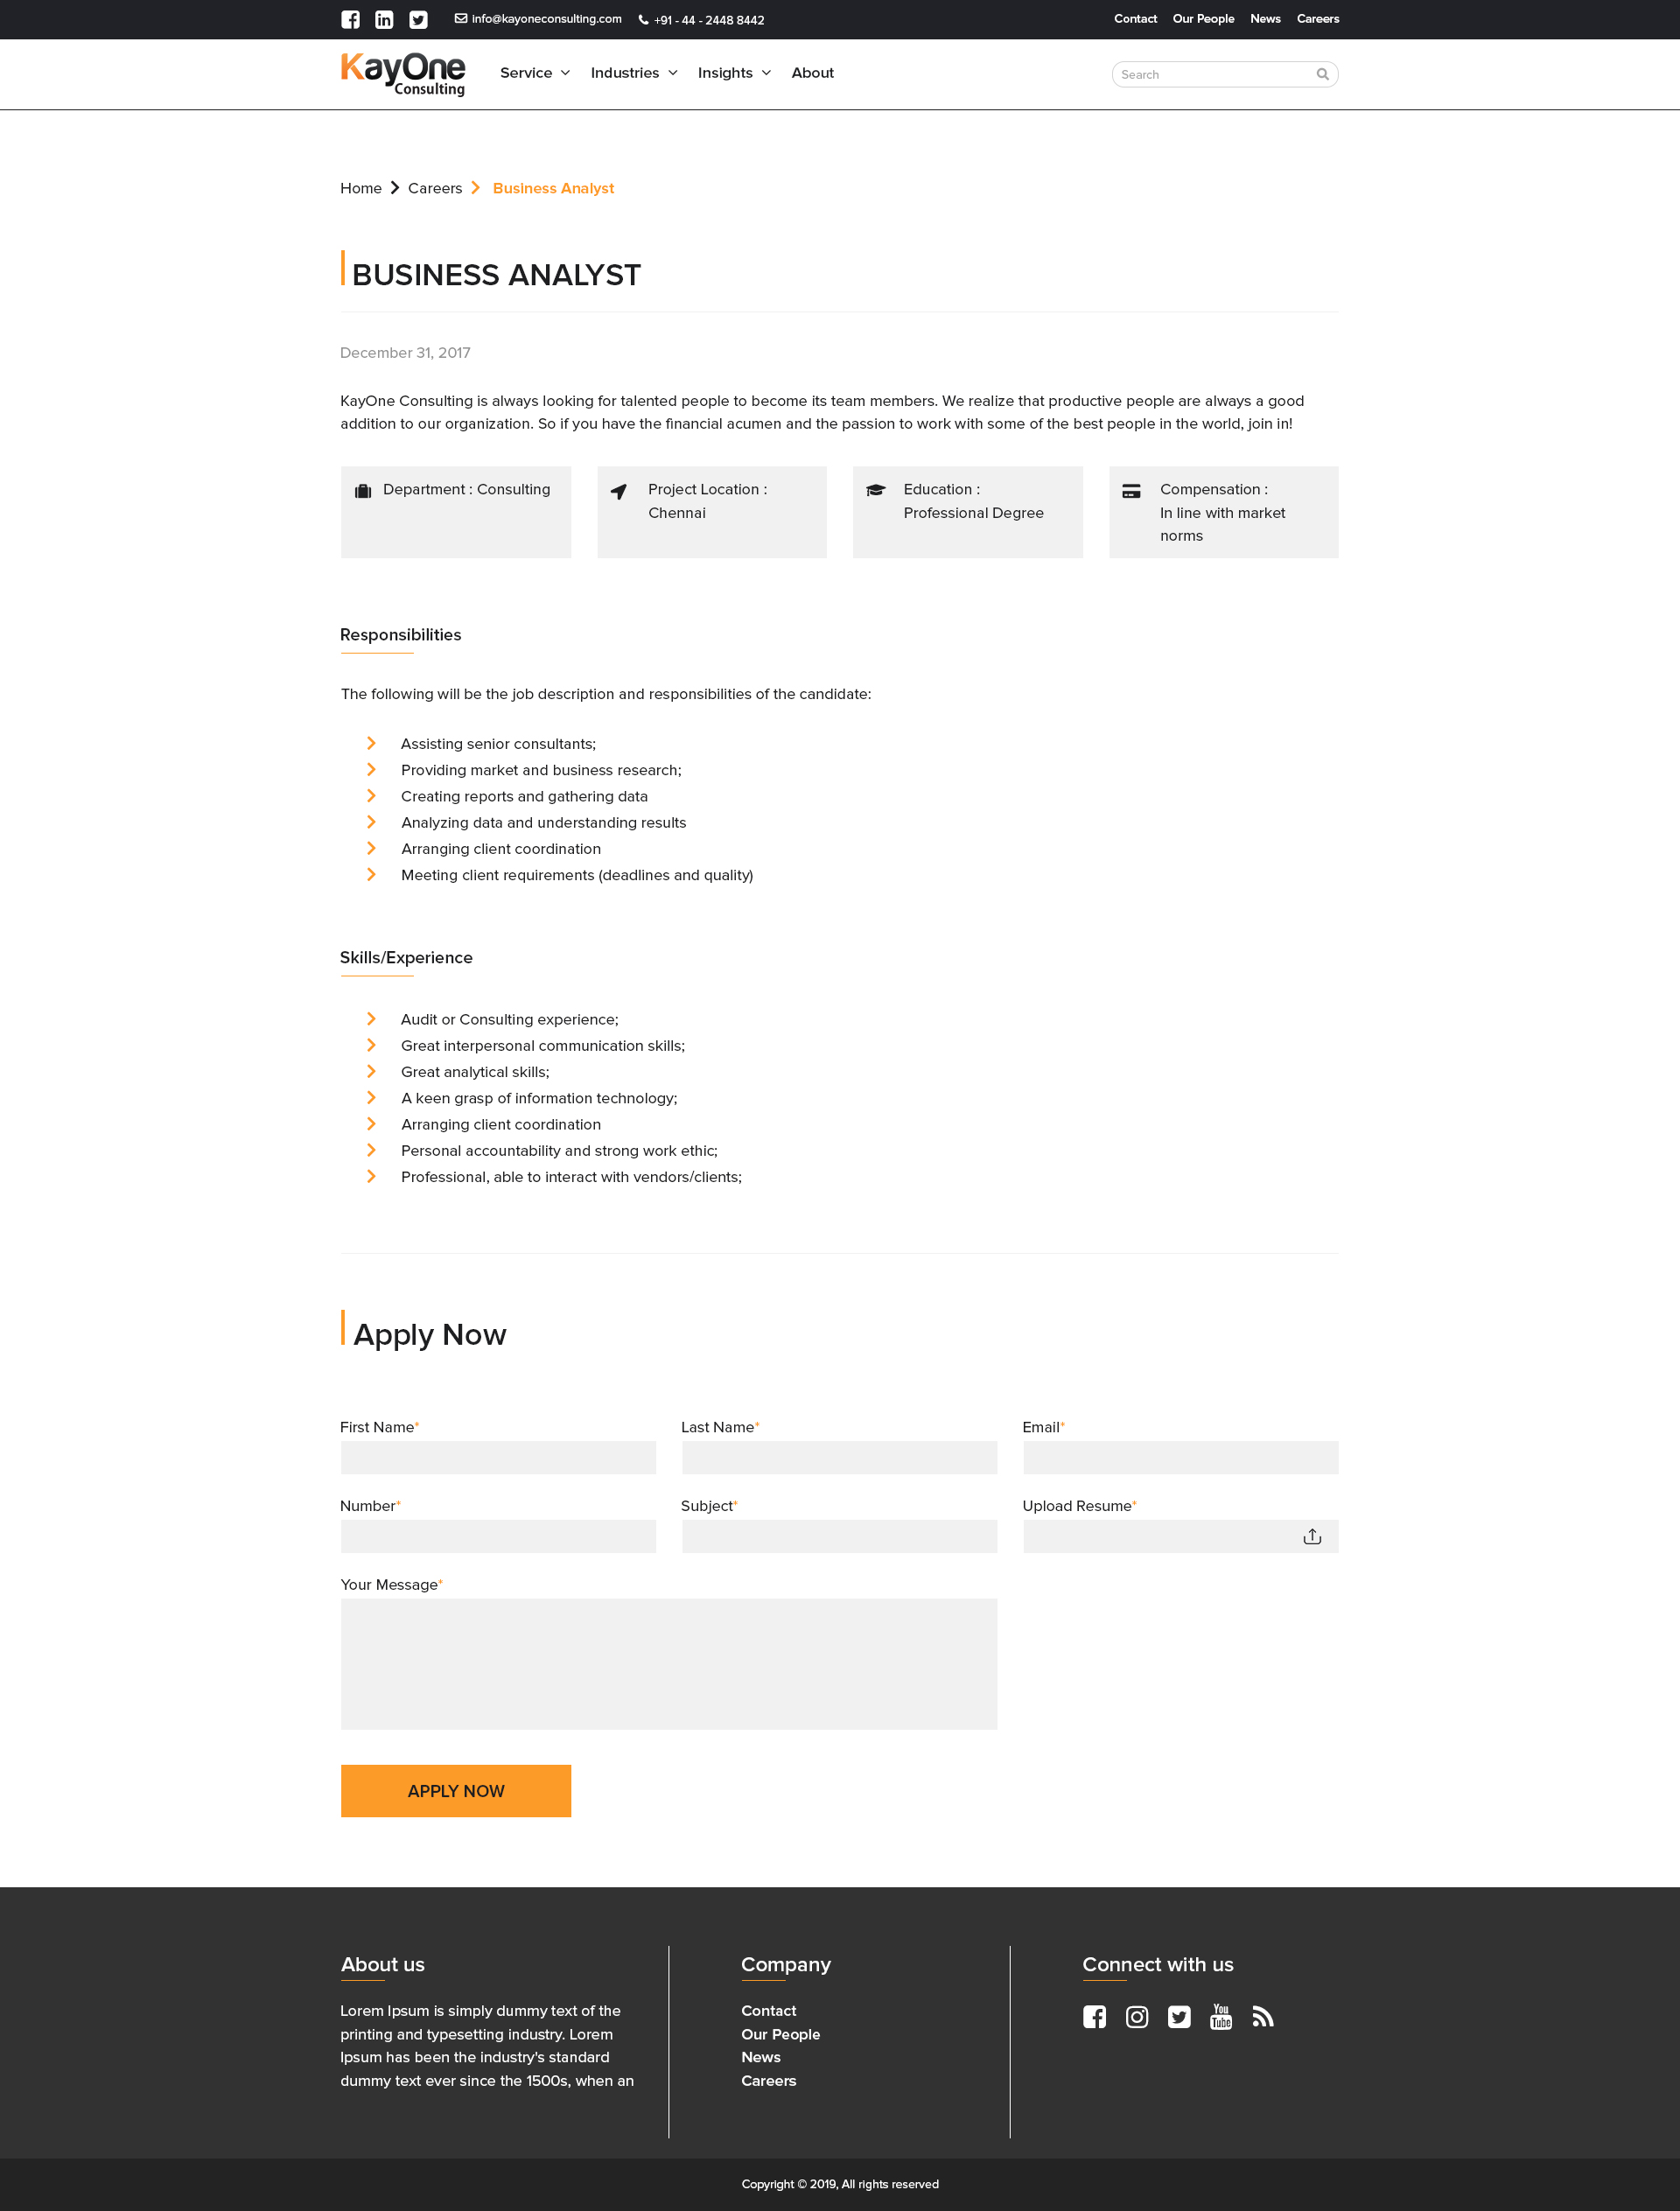 info@kayoneconsulting.com +91 - 44 - 2448 8442 Contact Our People News Careers
KayOne
Consulting
Service Industries Insights About Search
Home Careers Business Analyst
BUSINESS ANALYST
December 31, 2017
KayOne Consulting is always looking for talented people to become its team members. We realize that productive people are always a good
addition to our organization. So if you have the financial acumen and the passion to work with some of the best people in the world, join in!
Department : Consulting
Project Location :
Chennai
Education :
Professional Degree
Compensation :
In line with market
norms
Responsibilities
The following will be the job description and responsibilities of the candidate:
Assisting senior consultants;
Providing market and business research;
Creating reports and gathering data
Analyzing data and understanding results
Arranging client coordination
Meeting client requirements (deadlines and quality)
Skills/Experience
Audit or Consulting experience;
Great interpersonal communication skills;
Great analytical skills;
A keen grasp of information technology;
Arranging client coordination
Personal accountability and strong work ethic;
Professional, able to interact with vendors/clients;
Apply Now
First Name* Last Name* Email*
Number* Subject* Upload Resume*
Your Message*
APPLY NOW
About us
Lorem Ipsum is simply dummy text of the
printing and typesetting industry. Lorem
Ipsum has been the industry's standard
dummy text ever since the 1500s, when an
Company
Contact
Our People
News
Careers
Connect with us
You
Tube
Copyright © 2019, All rights reserved